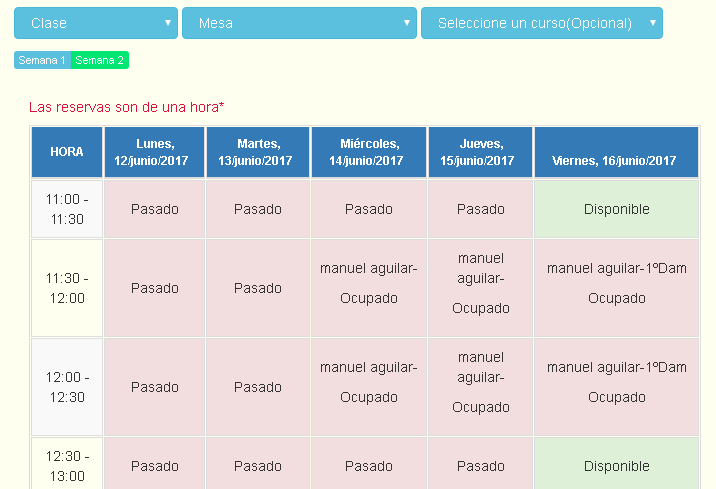 Clase Mesa Seleccione un curso(Opcional)
Semana 1 Semana 2
Las reservas son de una hora*
HORA
Lunes,
12/junio/2017
Martes,
13/junio/2017
Miércoles,
14/junio/2017
Jueves,
15/junio/2017
Viernes, 16/junio/2017
11:00 -
11:30
Pasado
Pasado
Pasado
Pasado
Disponible
11:30 -
12:00
Pasado
Pasado
manuel aguilar-
Ocupado
manuel
aguilar-
Ocupado
manuel aguilar-1ºDam
Ocupado
12:00 -
12:30
Pasado
Pasado
manuel aguilar-
Ocupado
manuel
aguilar-
Ocupado
manuel aguilar-1ºDam
Ocupado
12:30 -
13:00
Pasado
Pasado
Pasado
Pasado
Disponible